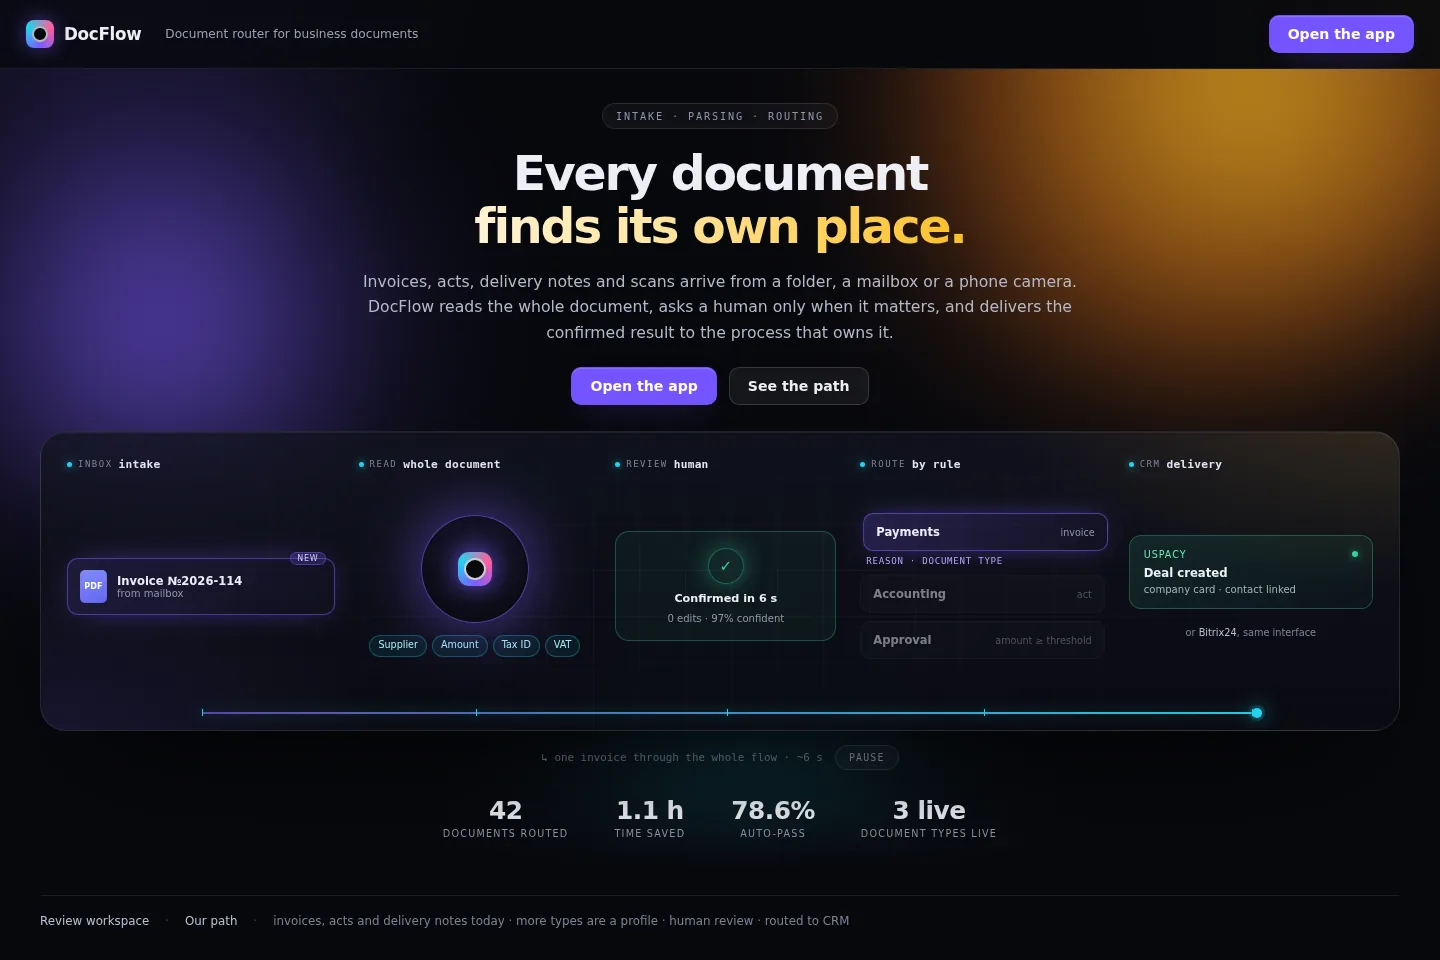 DocFlow
Document router for business documents
Open the app
INTAKE · PARSING · ROUTING
Every document
finds its own place.
Invoices, acts, delivery notes and scans arrive from a folder, a mailbox or a phone camera.
DocFlow reads the whole document, asks a human only when it matters, and delivers the
confirmed result to the process that owns it.
Open the app
See the path
INBOX intake
NEW
PDF
Invoice №2026-114
from mailbox
READ whole document
Supplier
Amount
Tax ID
VAT
REVIEW human
✓
Confirmed in 6 s
0 edits · 97% confident
ROUTE by rule
Payments
invoice
REASON · DOCUMENT TYPE
Accounting
act
Approval
amount ≥ threshold
CRM delivery
USPACY
Deal created
company card · contact linked
or Bitrix24, same interface
↳ one invoice through the whole flow · ~6 s
PAUSE
42
DOCUMENTS ROUTED
1.1 h
TIME SAVED
78.6%
AUTO-PASS
3 live
DOCUMENT TYPES LIVE
Review workspace · Our path · invoices, acts and delivery notes today · more types are a profile · human review · routed to CRM